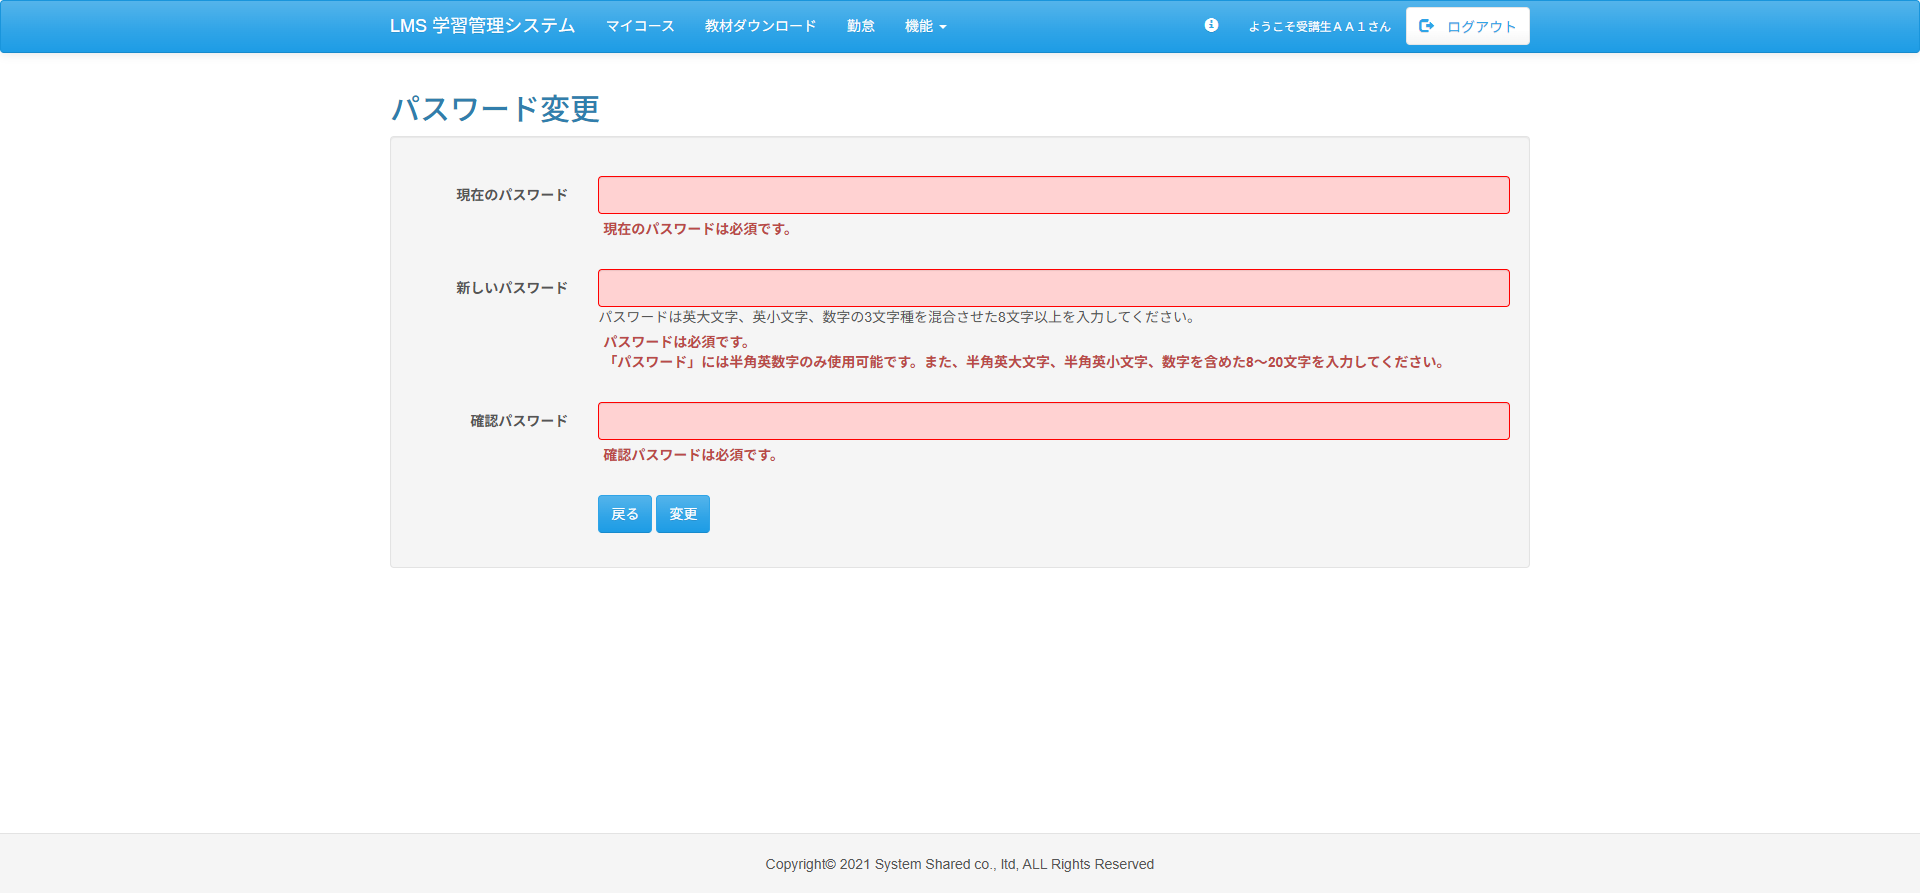 LMS 学習管理システム マイコース 教材ダウンロード 勤怠 機能 ようこそ受講生ＡＡ１さん ログアウト
パスワード変更
現在のパスワード
現在のパスワードは必須です。
新しいパスワード
パスワードは英大文字、英小文字、数字の3文字種を混合させた8文字以上を入力してください。
パスワードは必須です。
「パスワード」には半角英数字のみ使用可能です。また、半角英大文字、半角英小文字、数字を含めた8～20文字を入力してください。
確認パスワード
確認パスワードは必須です。
戻る 変更
Copyright© 2021 System Shared co., ltd, ALL Rights Reserved